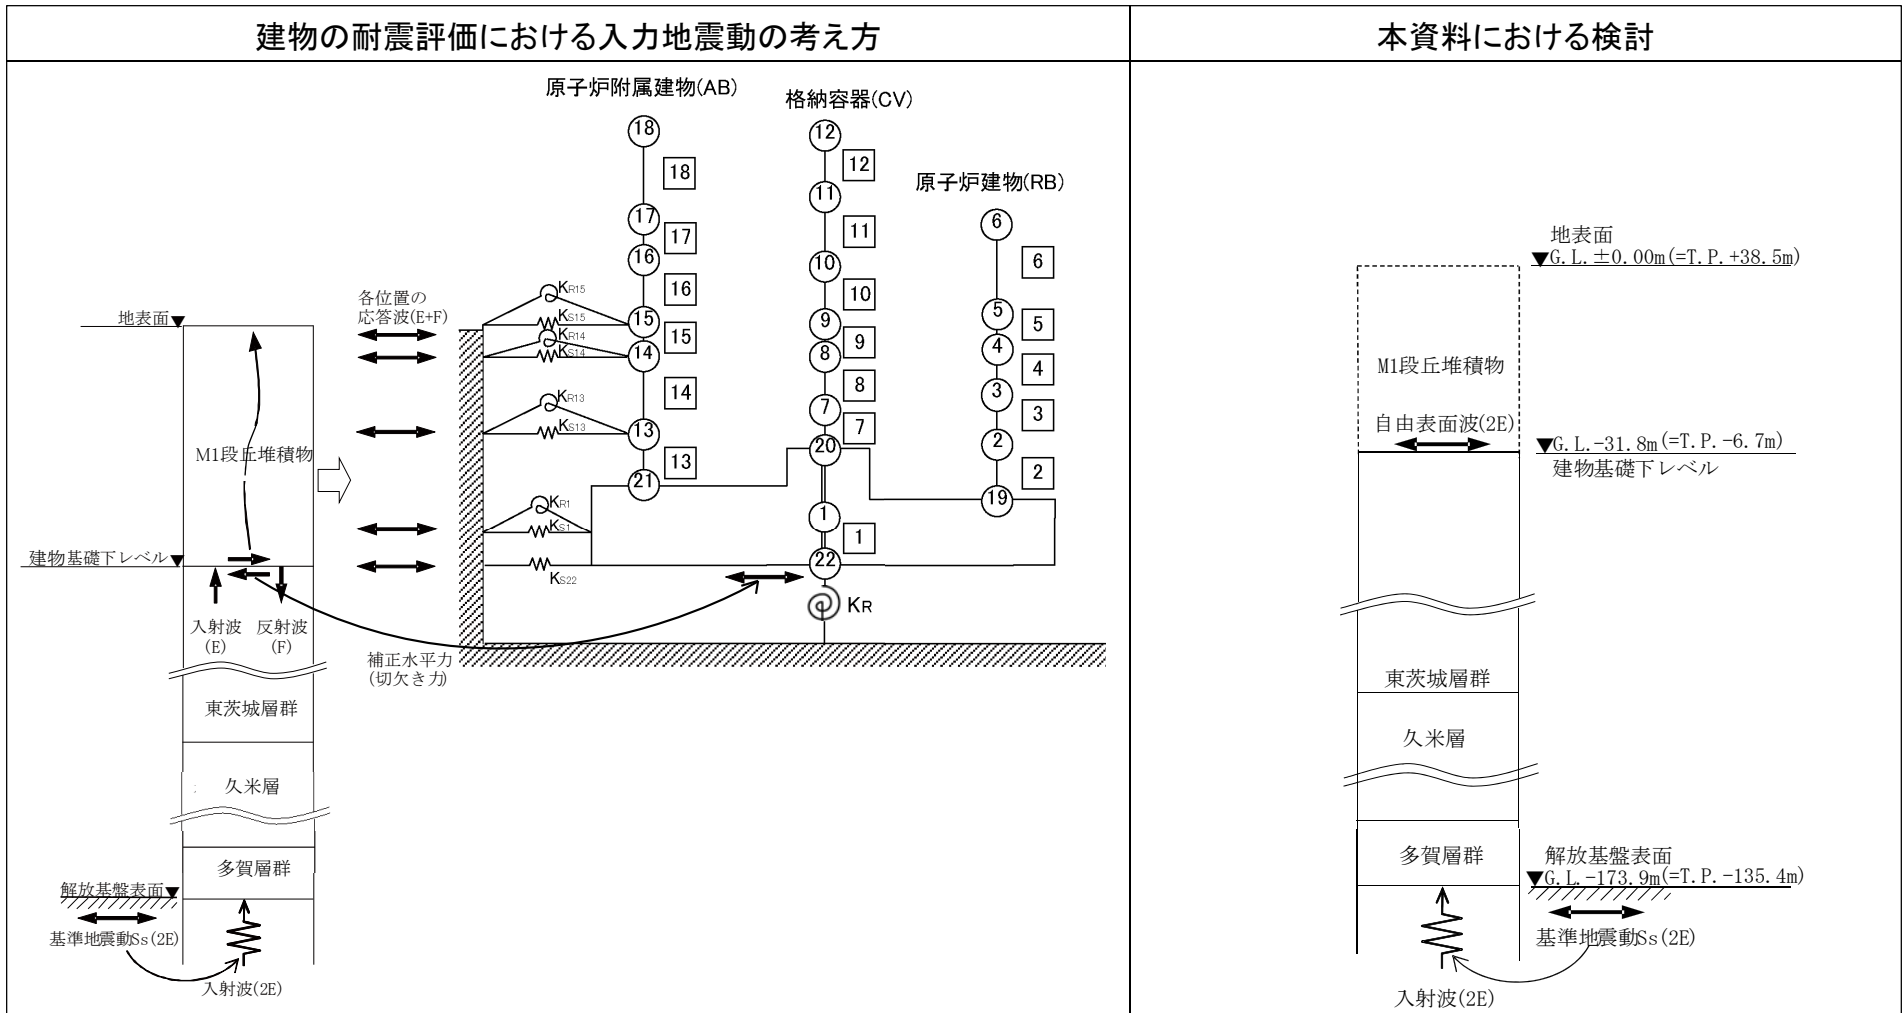 建物の耐震評価における入力地震動の考え方
原子炉附属建物(AB)
格納容器(CV)
原子炉建物(RB)
18
18
17
17
16
16
15
15
14
14
13
13
21
12
12
11
11
10
10
9
9
8
8
7
7
20
1
1
22
6
6
5
5
4
4
3
3
2
2
19
KR15
KS15
KR14
KS14
KR13
KS13
KR1
KS1
KS22
KR
各位置の
応答波(E+F)
地表面
M1段丘堆積物
建物基礎下レベル
入射波
(E)
反射波
(F)
補正水平力
(切欠き力)
東茨城層群
久米層
多賀層群
解放基盤表面
基準地震動Ss(2E)
入射波(2E)
本資料における検討
地表面
G.L.±0.00m(=T.P.+38.5m)
M1段丘堆積物
自由表面波(2E)
G.L.-31.8m(=T.P.-6.7m)
建物基礎下レベル
東茨城層群
久米層
多賀層群
解放基盤表面
G.L.-173.9m(=T.P.-135.4m)
基準地震動Ss(2E)
入射波(2E)